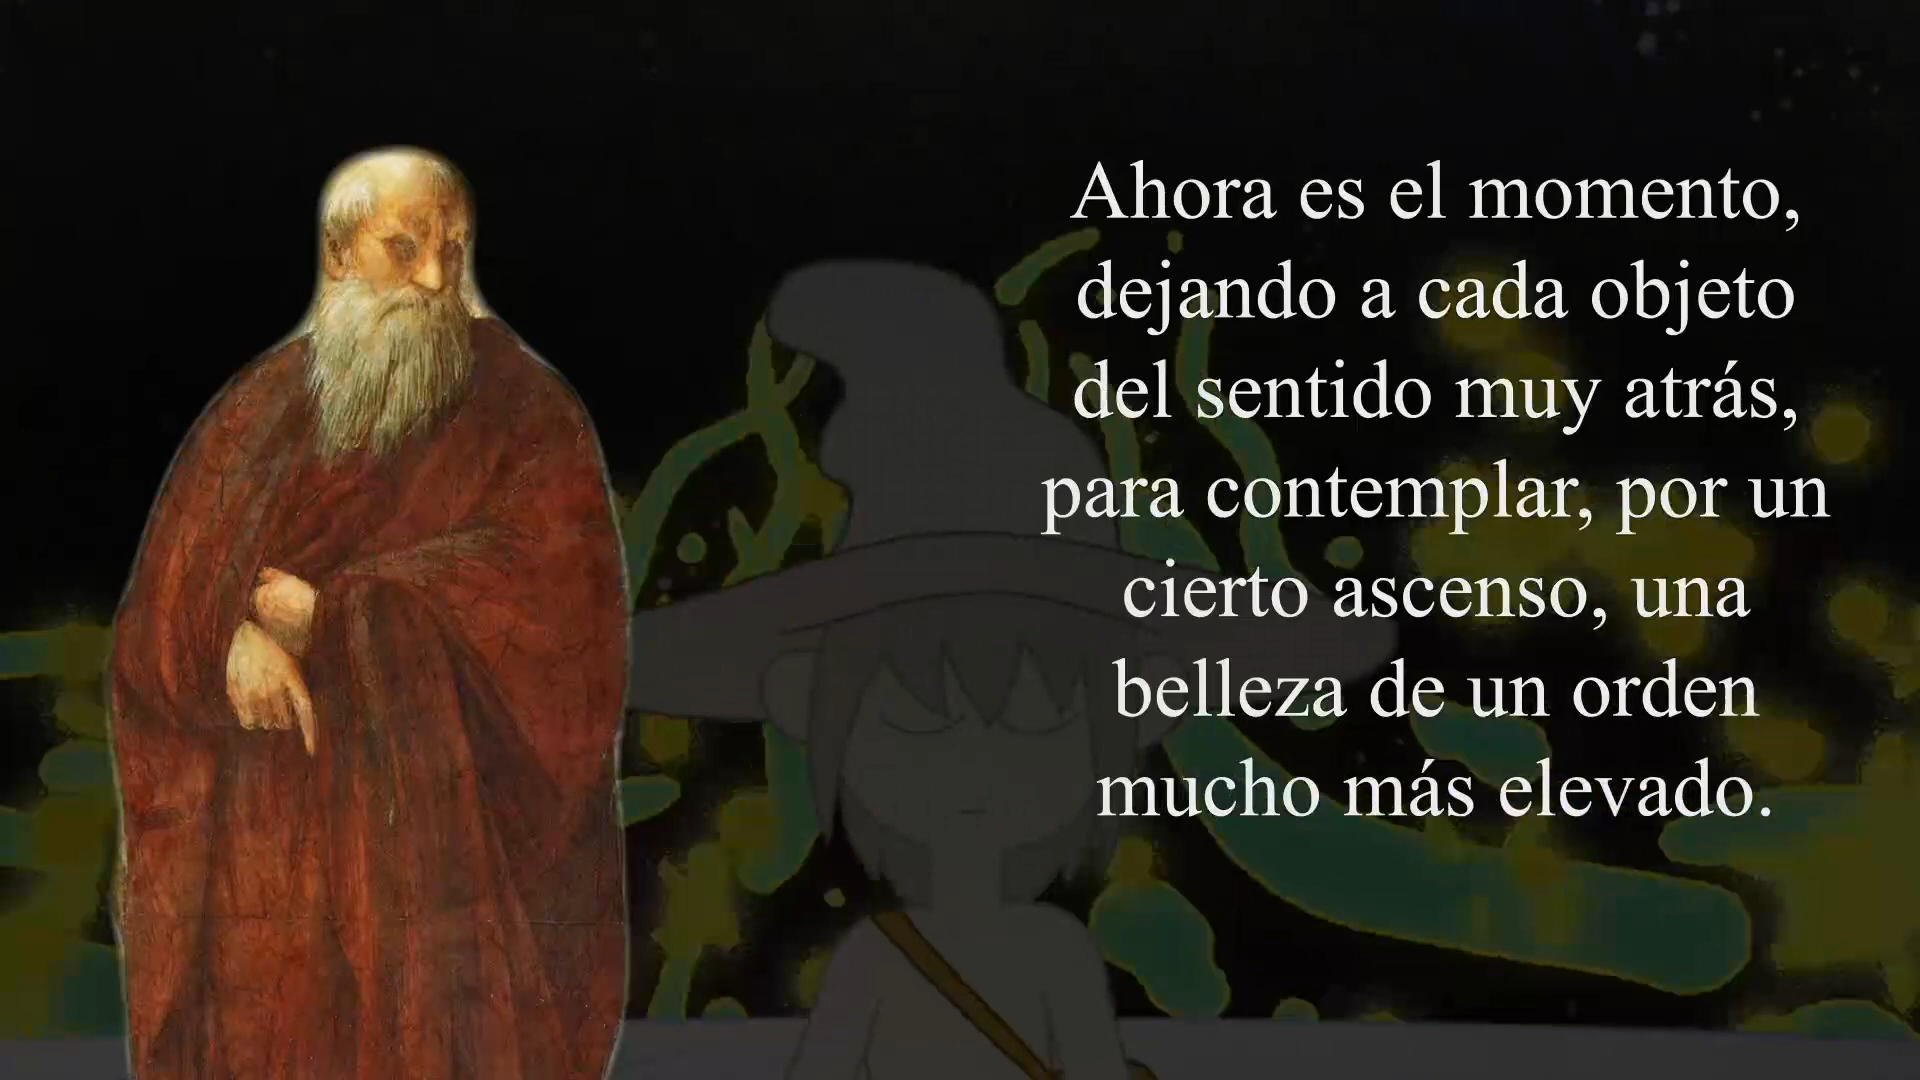 Ahora es el momento,
dejando a cada objeto
del sentido muy atrás,
para contemplar, por un
cierto ascenso, una
belleza de un orden
mucho más elevado.